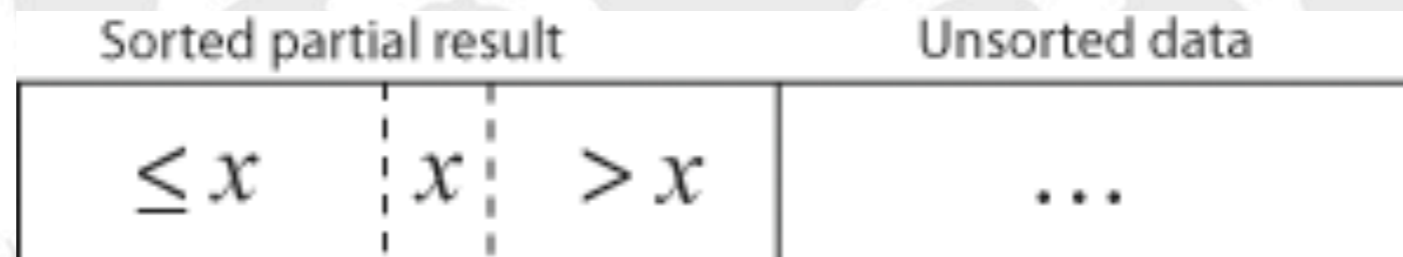 Sorted partial result Unsorted data
≤ x x > x ...